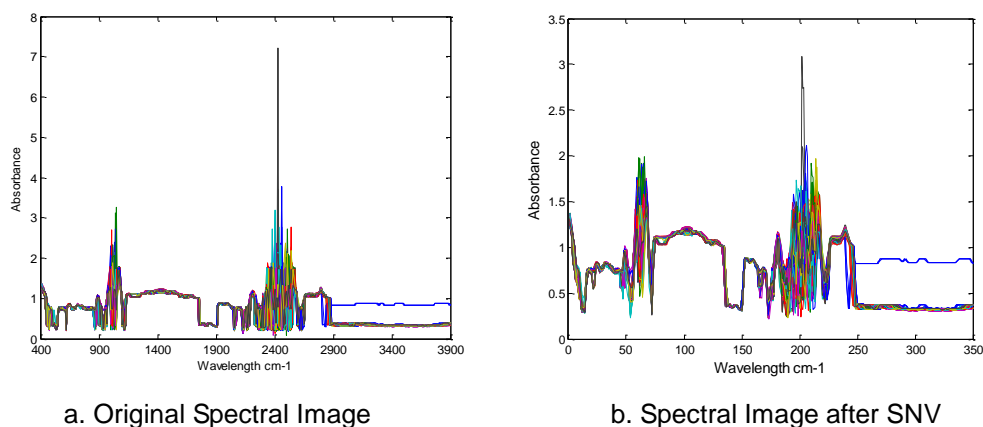 8
7
6
5
4
3
2
1
0
Absorbance
400 900 1400 1900 2400 2900 3400 3900
Wavelength cm-1
a. Original Spectral Image
3.5
3
2.5
2
1.5
1
0.5
0
Absorbance
0 50 100 150 200 250 300 350
Wavelength cm-1
b. Spectral Image after SNV